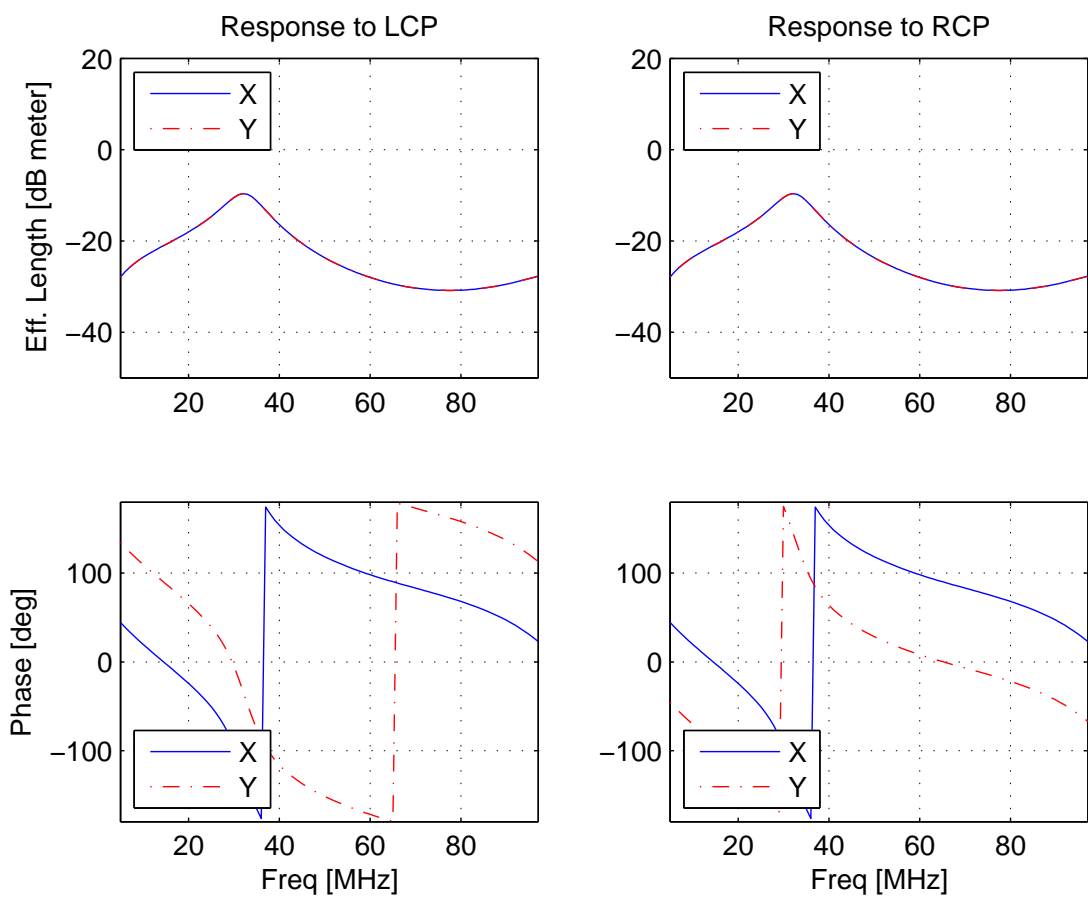 Response to LCP
Response to RCP
Eff. Length [dB meter]
20
0
−20
−40
X
Y
20 40 60 80
20
0
−20
−40
X
Y
20 40 60 80
Phase [deg]
100
0
−100
X
Y
20 40 60 80
Freq [MHz]
100
0
−100
X
Y
20 40 60 80
Freq [MHz]